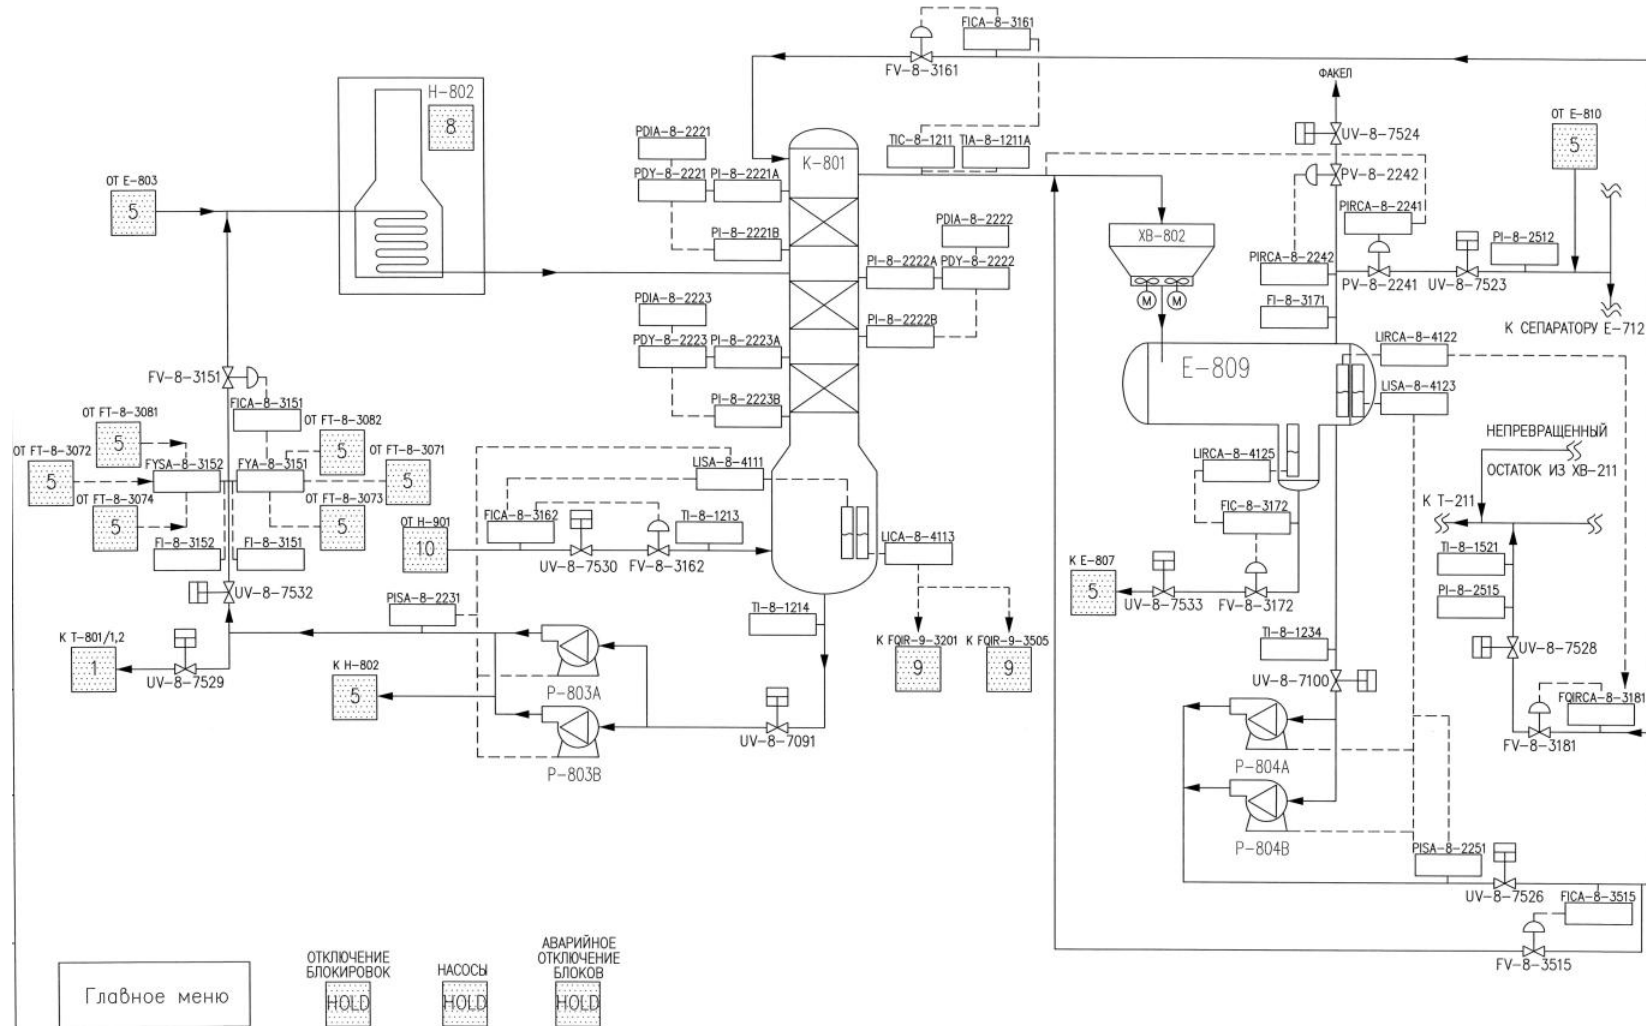 FICA-8-3161
FV-8-3161
ФАКЕЛ
H-802
8
UV-8-7524
ОТ E-810
5
PDIA-8-2221
K-801
TIC-8-1211
TIA-8-1211A
PDY-8-2221
PI-8-2221A
PV-8-2242
ОТ E-803
5
PIRCA-8-2241
PDIA-8-2222
PI-8-2221B
ХВ-802
PI-8-2512
PI-8-2222A
PDY-8-2222
PIRCA-8-2242
M
M
PV-8-2241
UV-8-7523
PDIA-8-2223
FI-8-3171
PI-8-2222B
К СЕПАРАТОРУ E-712
PDY-8-2223
PI-8-2223A
LIRCA-8-4122
E-809
FV-8-3151
LISA-8-4123
FICA-8-3151
PI-8-2223B
ОТ FT-8-3081
5
ОТ FT-8-3082
5
НЕПРЕВРАЩЕННЫЙ
ОСТАТОК ИЗ ХВ-211
ОТ FT-8-3072
5
FYSA-8-3152
FYA-8-3151
ОТ FT-8-3071
5
LISA-8-4111
LIRCA-8-4125
ОТ FT-8-3074
5
ОТ FT-8-3073
5
К T-211
FICA-8-3162
TI-8-1213
FIC-8-3172
ОТ H-901
10
FI-8-3152
FI-8-3151
LICA-8-4113
TI-8-1521
UV-8-7530
FV-8-3162
К E-807
5
UV-8-7532
PISA-8-2231
PI-8-2515
UV-8-7533
FV-8-3172
TI-8-1214
К T-801/1,2
1
К FQIR-9-3201
9
К FQIR-9-3505
9
TI-8-1234
UV-8-7528
К H-802
5
UV-8-7529
P-803A
UV-8-7100
FQIRCA-8-3181
UV-8-7091
FV-8-3181
P-803B
P-804A
P-804B
PISA-8-2251
UV-8-7526
FICA-8-3515
FV-8-3515
Главное меню
ОТКЛЮЧЕНИЕ
БЛОКИРОВОК
HOLD
НАСОСЫ
HOLD
АВАРИЙНОЕ
ОТКЛЮЧЕНИЕ
БЛОКОВ
HOLD